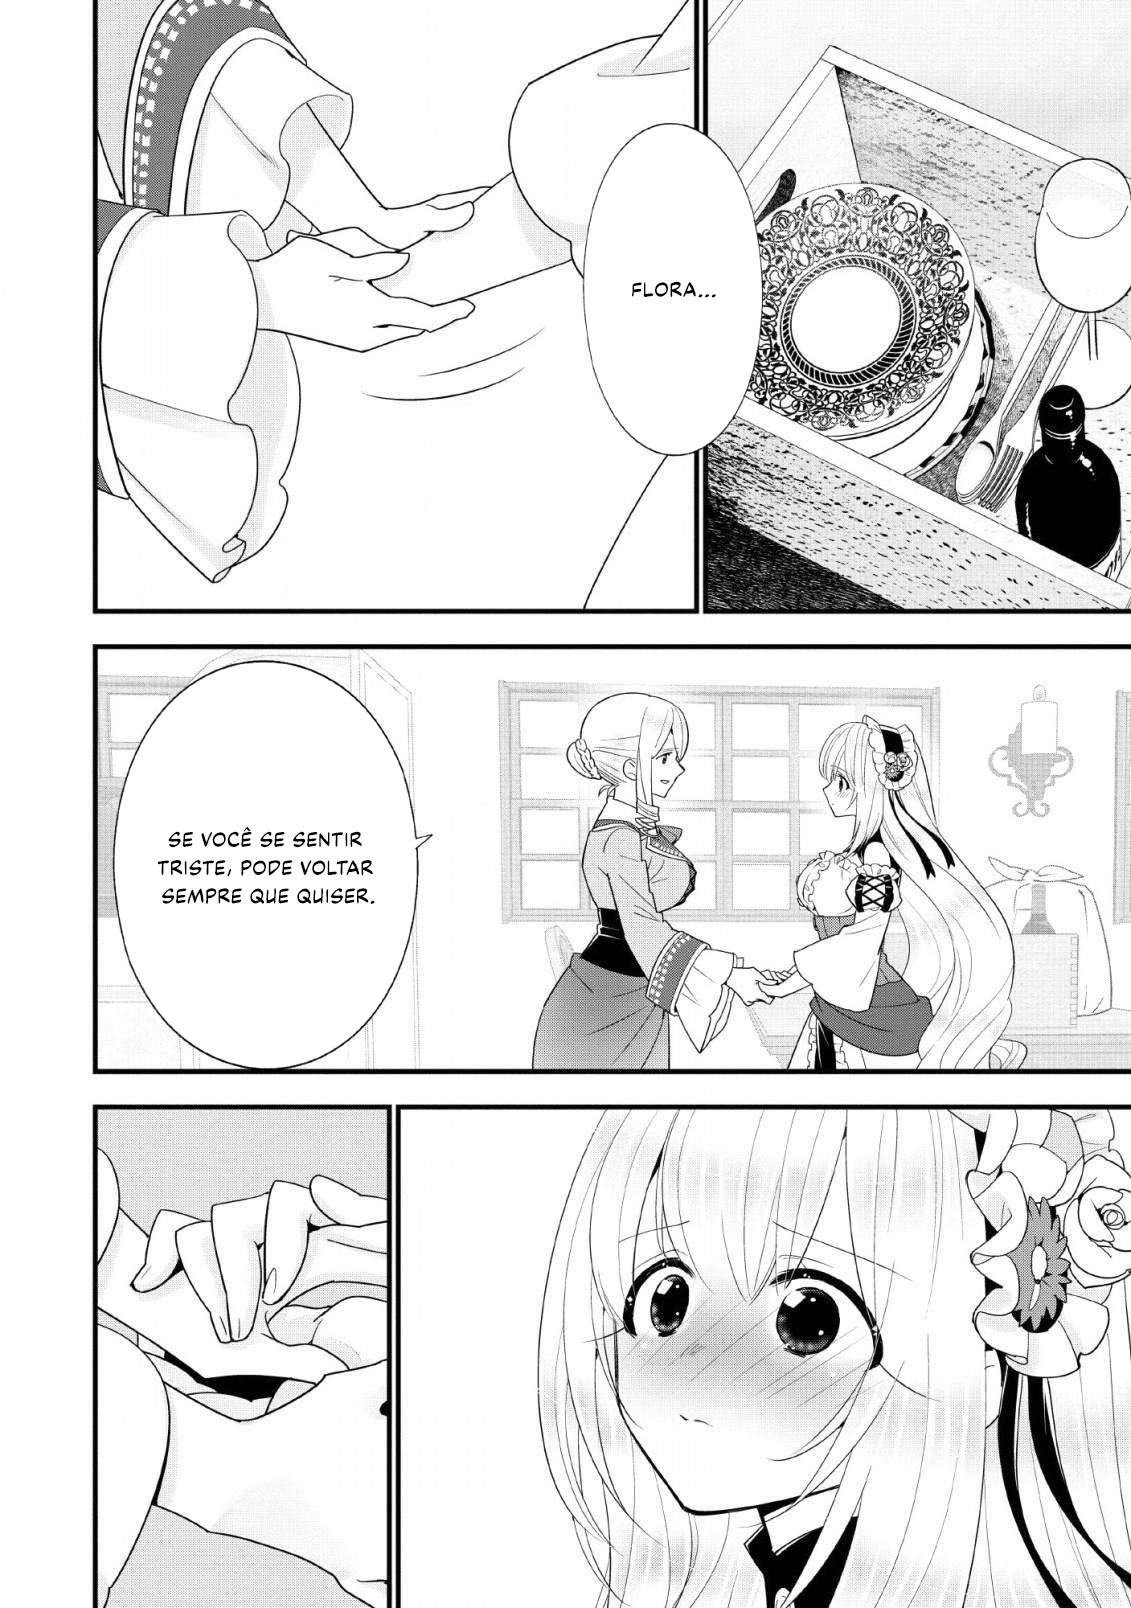 FLORA...
SE VOCÊ SE SENTIR
TRISTE, PODE VOLTAR
SEMPRE QUE QUISER.